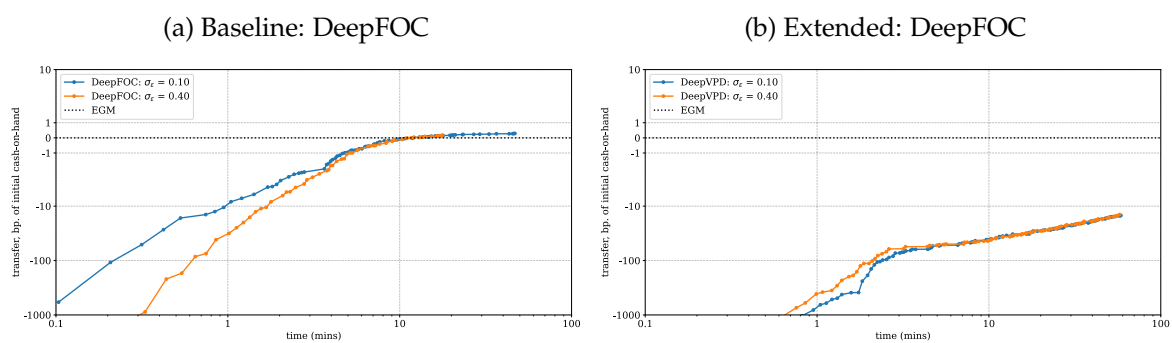 (a) Baseline: DeepFOC
10
1
0
-1
-10
-100
-1000
transfer, bp. of initial cash-on-hand
DeepFOC: σε = 0.10
DeepFOC: σε = 0.40
EGM
0.1
1
10
100
time (mins)
(b) Extended: DeepFOC
10
1
0
-1
-10
-100
-1000
transfer, bp. of initial cash-on-hand
DeepVPD: σε = 0.10
DeepVPD: σε = 0.40
EGM
0.1
1
10
100
time (mins)